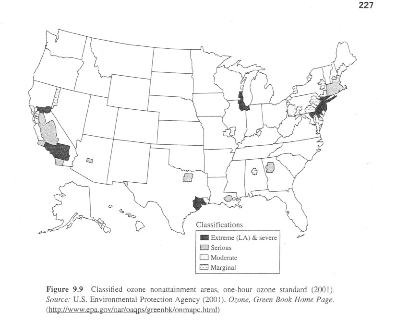 227
Classifications
Extreme (LA) & severe
Serious
Moderate
Marginal
Figure 9.9 Classified ozone nonattainment areas, one-hour ozone standard (2001).
Source: U.S. Environmental Protection Agency (2001). Ozone, Green Book Home Page.
(http://www.epa.gov/oar/oaqps/greenbk/onmapc.html)